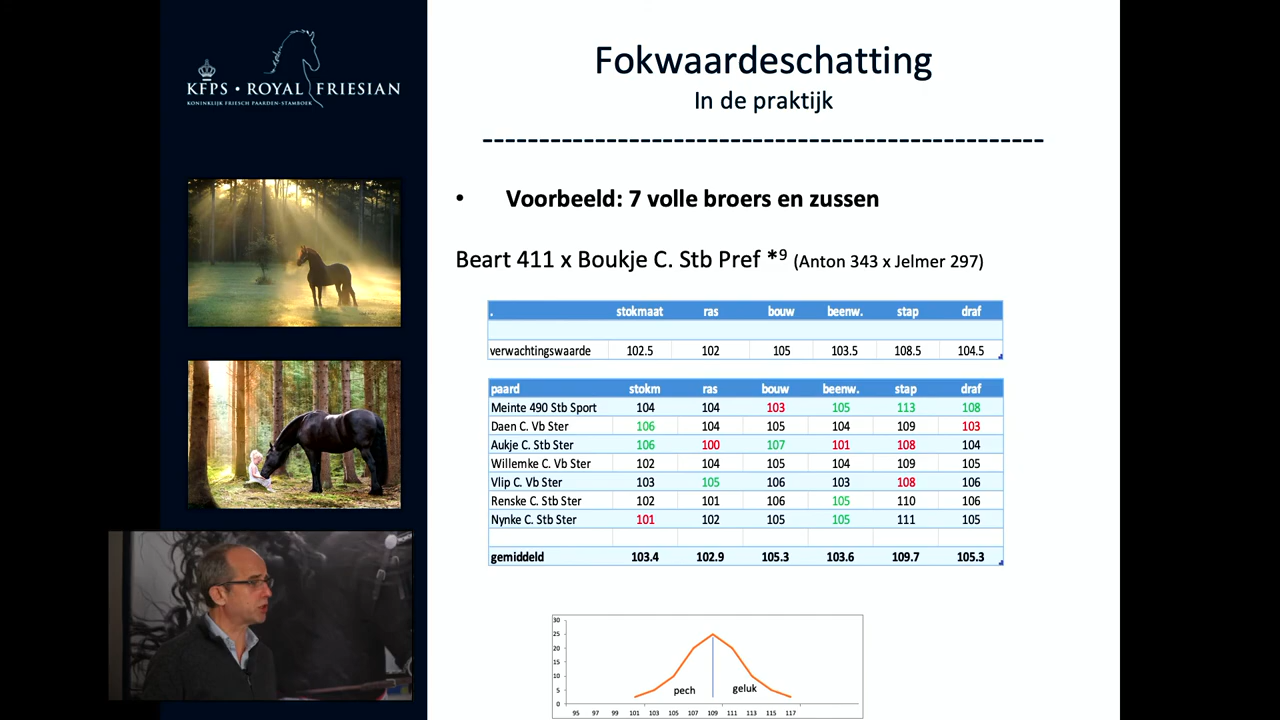 KFPS • ROYAL FRIESIAN
KONINKLIJK FRIESCH PAARDEN-STAMBOEK
Fokwaardeschatting
In de praktijk
------------------------------------------------
• Voorbeeld: 7 volle broers en zussen
Beart 411 x Boukje C. Stb Pref *9 (Anton 343 x Jelmer 297)
. stokmaat ras bouw beenw. stap draf
verwachtingswaarde 102.5 102 105 103.5 108.5 104.5
paard stokm ras bouw beenw. stap draf
Meinte 490 Stb Sport 104 104 103 105 113 108
Daen C. Vb Ster 106 104 105 104 109 103
Aukje C. Stb Ster 106 100 107 101 108 104
Willemke C. Vb Ster 102 104 105 104 109 105
Vlip C. Vb Ster 103 105 106 103 108 106
Renske C. Stb Ster 102 101 106 105 110 106
Nynke C. Stb Ster 101 102 105 105 111 105
gemiddeld 103.4 102.9 105.3 103.6 109.7 105.3
30
25
20
15
10
5
0
pech geluk
95 97 99 101 103 105 107 109 111 113 115 117